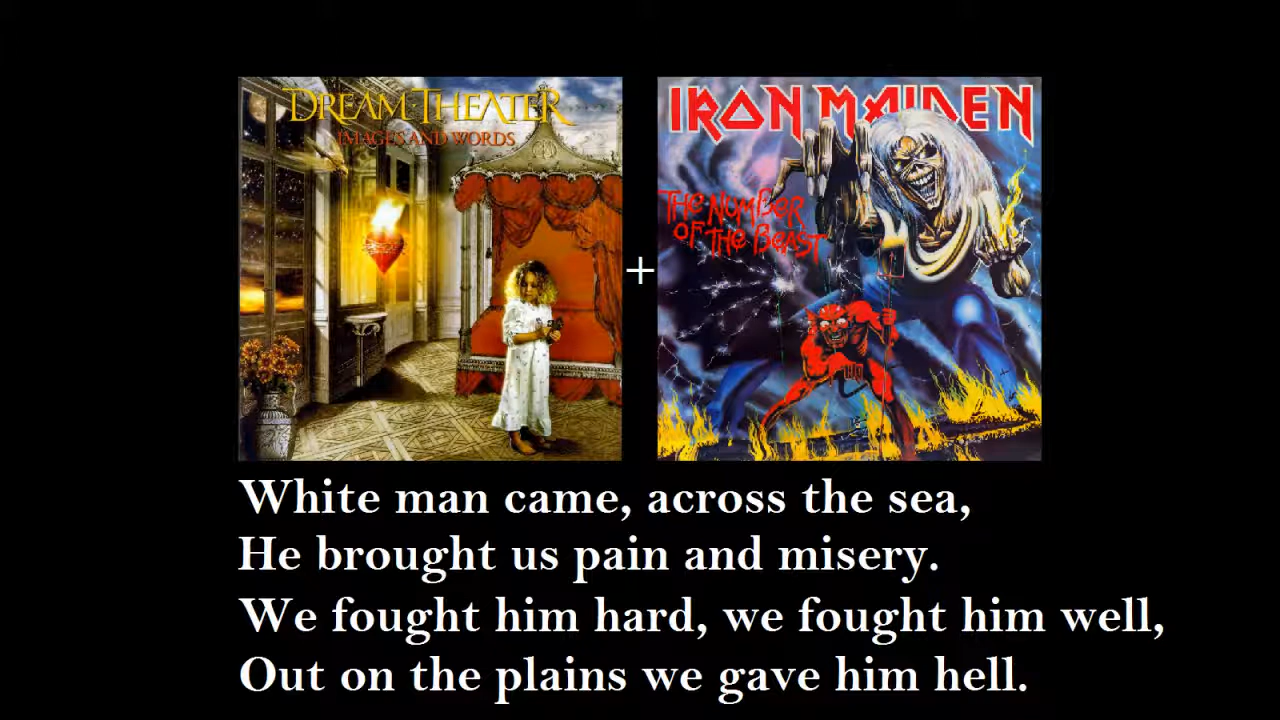 DREAM THEATER
IMAGES AND WORDS
+
IRON MAIDEN
THE NUMBER
OF THE BEAST
White man came, across the sea,
He brought us pain and misery.
We fought him hard, we fought him well,
Out on the plains we gave him hell.